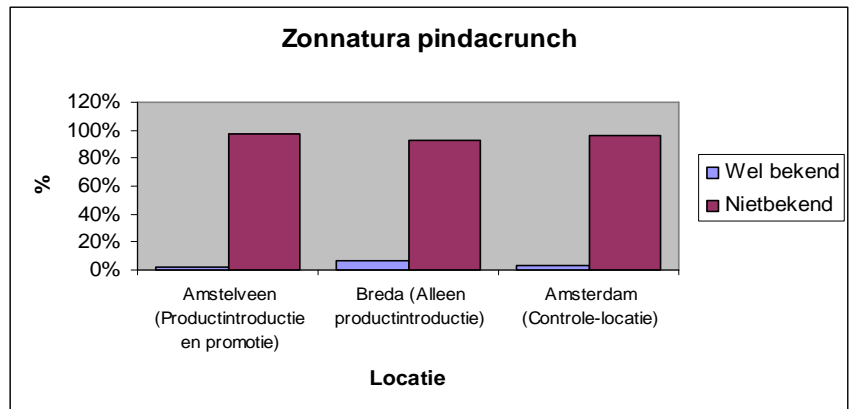 Zonnatura pindacrunch
120%
100%
80%
60%
40%
20%
0%
%
Wel bekend
Nietbekend
Amstelveen
(Productintroductie
en promotie)
Breda (Alleen
productintroductie)
Amsterdam
(Controle-locatie)
Locatie